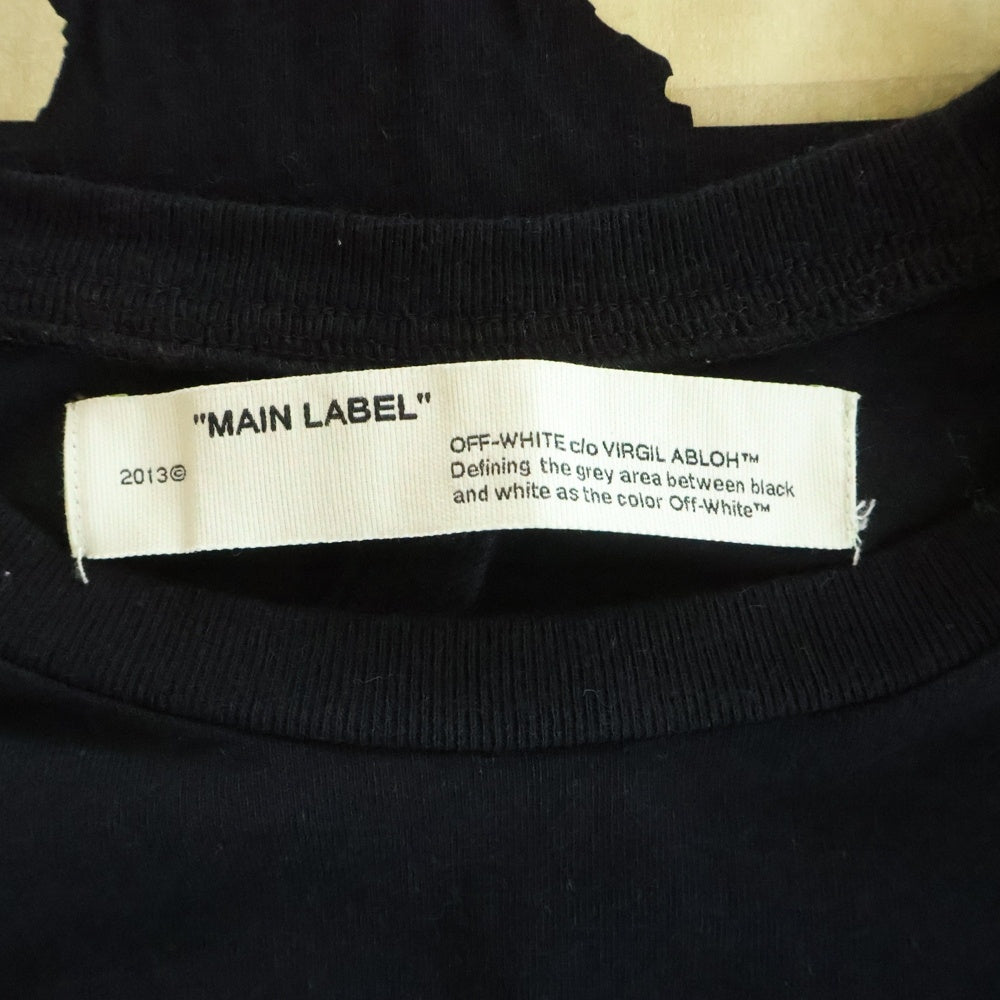 "MAIN LABEL"
2013©
OFF-WHITE c/o VIRGIL ABLOH™
Defining the grey area between black
and white as the color Off-White™